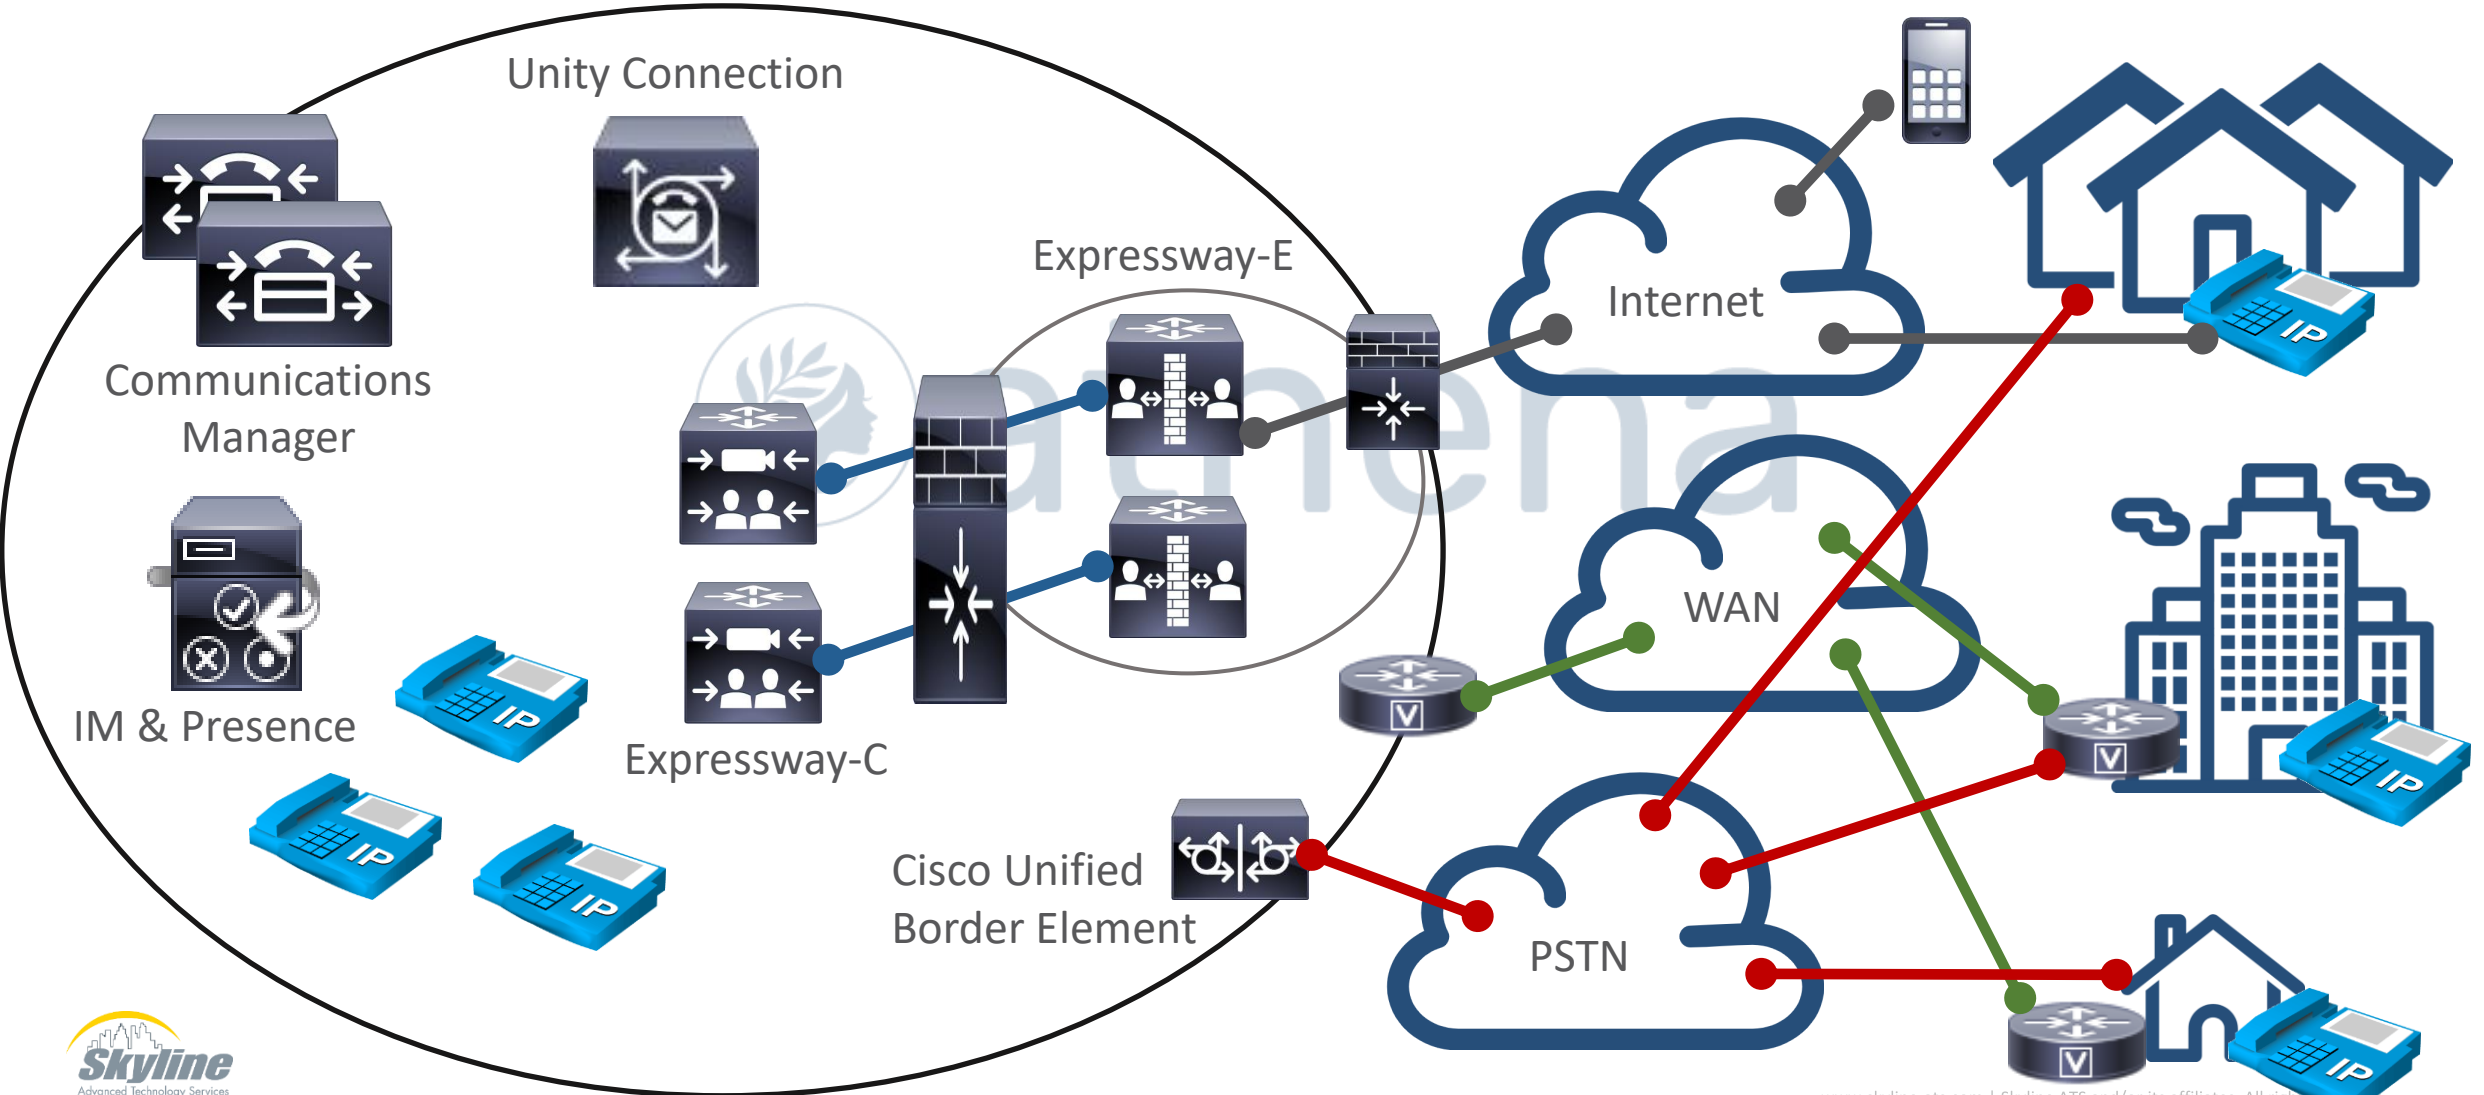 Unity Connection
Communications
Manager
IM & Presence
Expressway-E
Expressway-C
Cisco Unified
Border Element
Internet
WAN
PSTN
IP
IP
IP
IP
IP
IP
V
V
V
athena
Skyline
Advanced Technology Services